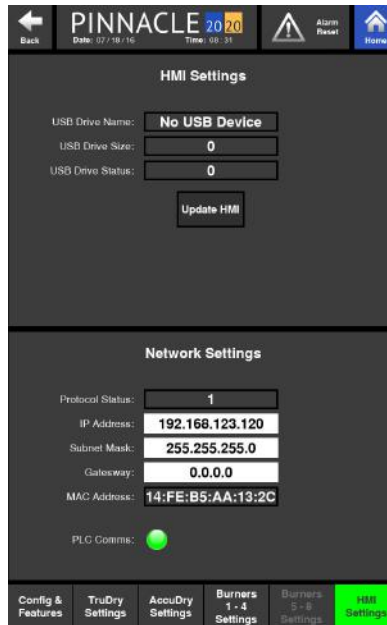 Back
PINNACLE 20 20
Date: 07/18/16 Time: 08:31
Alarm
Reset
Home
HMI Settings
USB Drive Name: No USB Device
USB Drive Size: 0
USB Drive Status: 0
Update HMI
Network Settings
Protocol Status: 1
IP Address: 192.168.123.120
Subnet Mask: 255.255.255.0
Gatesway: 0.0.0.0
MAC Address: 14:FE:B5:AA:13:2C
PLC Comms:
Config &
Features
TruDry
Settings
AccuDry
Settings
Burners
1 - 4
Settings
Burners
5 - 8
Settings
HMI
Settings